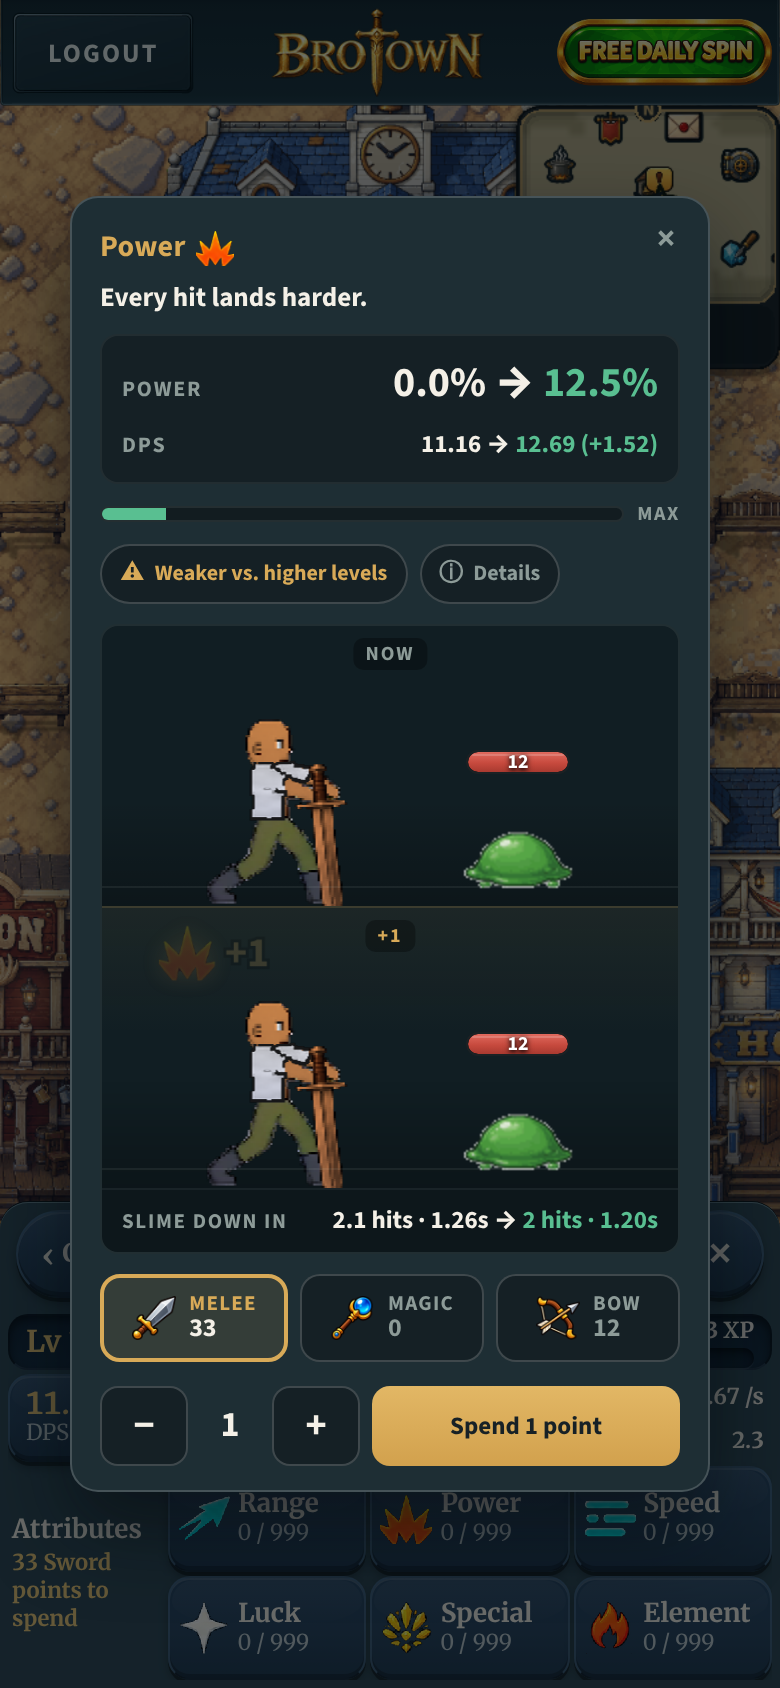 LOGOUT
BROTOWN
FREE DAILY SPIN
N
Power
×
Every hit lands harder.
POWER
0.0% → 12.5%
DPS
11.16 → 12.69 (+1.52)
MAX
Weaker vs. higher levels
Details
NOW
12
+1
+1
12
SLIME DOWN IN
2.1 hits · 1.26s → 2 hits · 1.20s
MELEE
33
MAGIC
0
BOW
12
−
1
+
Spend 1 point
Lv
3 XP
11.
DPS
.67 /s
2.3
Attributes
33 Sword
points to
spend
Range
0 / 999
Power
0 / 999
Speed
0 / 999
Luck
0 / 999
Special
0 / 999
Element
0 / 999